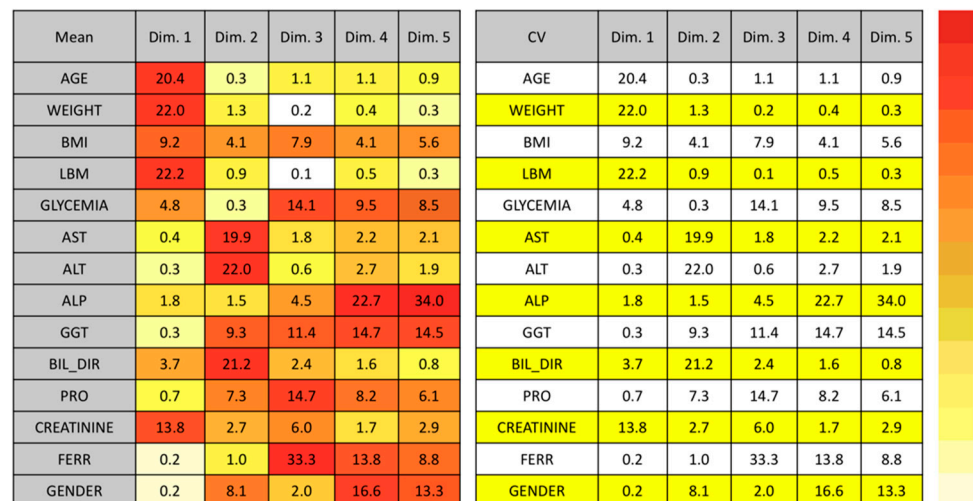 Mean Dim. 1 Dim. 2 Dim. 3 Dim. 4 Dim. 5 CV Dim. 1 Dim. 2 Dim. 3 Dim. 4 Dim. 5
AGE 20.4 0.3 1.1 1.1 0.9 AGE 20.4 0.3 1.1 1.1 0.9
WEIGHT 22.0 1.3 0.2 0.4 0.3 WEIGHT 22.0 1.3 0.2 0.4 0.3
BMI 9.2 4.1 7.9 4.1 5.6 BMI 9.2 4.1 7.9 4.1 5.6
LBM 22.2 0.9 0.1 0.5 0.3 LBM 22.2 0.9 0.1 0.5 0.3
GLYCEMIA 4.8 0.3 14.1 9.5 8.5 GLYCEMIA 4.8 0.3 14.1 9.5 8.5
AST 0.4 19.9 1.8 2.2 2.1 AST 0.4 19.9 1.8 2.2 2.1
ALT 0.3 22.0 0.6 2.7 1.9 ALT 0.3 22.0 0.6 2.7 1.9
ALP 1.8 1.5 4.5 22.7 34.0 ALP 1.8 1.5 4.5 22.7 34.0
GGT 0.3 9.3 11.4 14.7 14.5 GGT 0.3 9.3 11.4 14.7 14.5
BIL_DIR 3.7 21.2 2.4 1.6 0.8 BIL_DIR 3.7 21.2 2.4 1.6 0.8
PRO 0.7 7.3 14.7 8.2 6.1 PRO 0.7 7.3 14.7 8.2 6.1
CREATININE 13.8 2.7 6.0 1.7 2.9 CREATININE 13.8 2.7 6.0 1.7 2.9
FERR 0.2 1.0 33.3 13.8 8.8 FERR 0.2 1.0 33.3 13.8 8.8
GENDER 0.2 8.1 2.0 16.6 13.3 GENDER 0.2 8.1 2.0 16.6 13.3